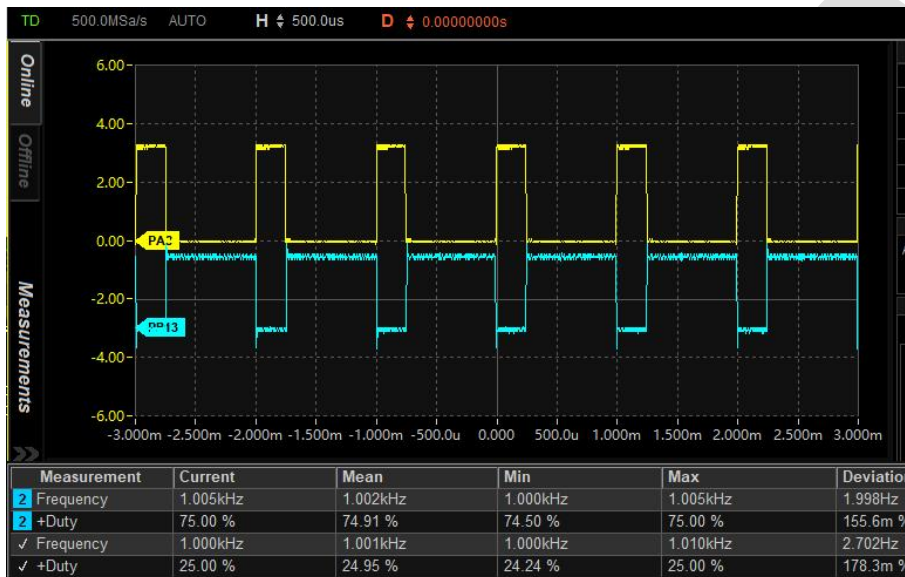 TD 500.0MSa/s AUTO H 500.0us D 0.00000000s
Online
Offline
Measurements
6.00
4.00
2.00
0.00
-2.00
-4.00
-6.00
PA2
PB13
-3.000m -2.500m -2.000m -1.500m -1.000m -500.0u 0.000 500.0u 1.000m 1.500m 2.000m 2.500m 3.000m
Measurement Current Mean Min Max Deviatio
2 Frequency 1.005kHz 1.002kHz 1.000kHz 1.005kHz 1.998Hz
2 +Duty 75.00 % 74.91 % 74.50 % 75.00 % 155.6m %
✓ Frequency 1.000kHz 1.001kHz 1.000kHz 1.010kHz 2.702Hz
✓ +Duty 25.00 % 24.95 % 24.24 % 25.00 % 178.3m %